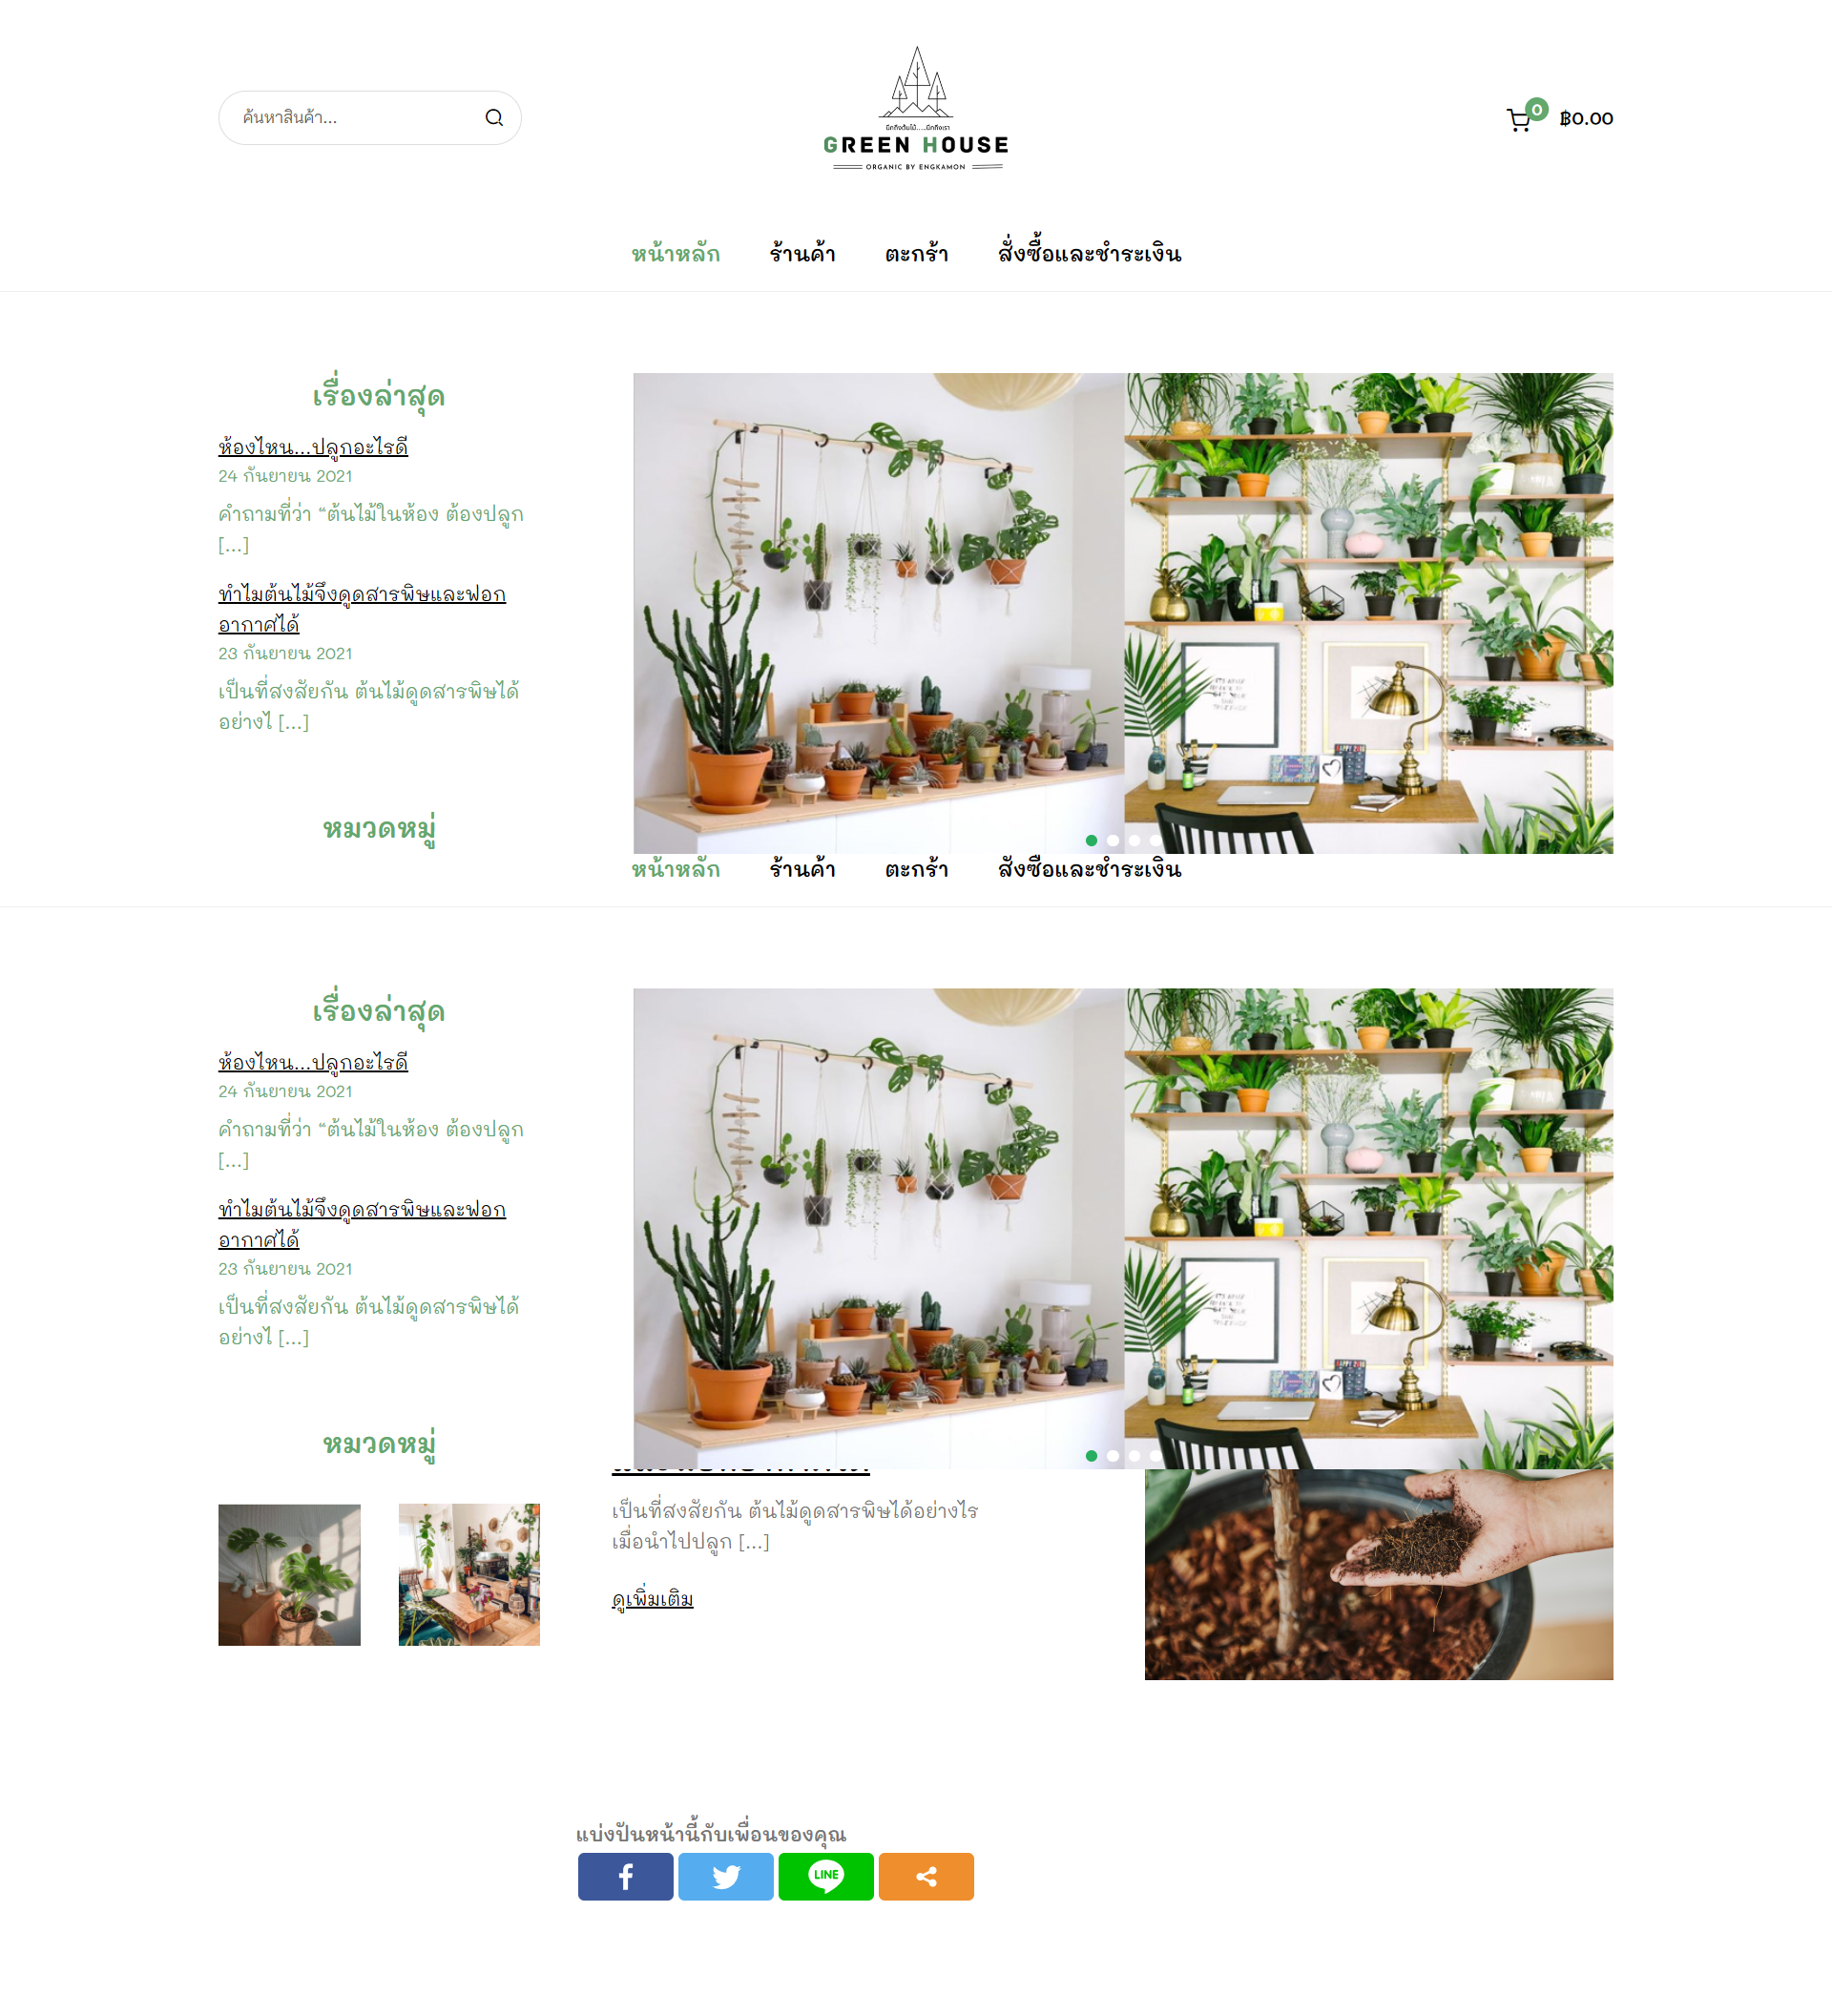 ค้นหาสินค้า...
นึกถึงต้นไม้.....นึกถึงเรา
GREEN HOUSE
ORGANIC BY ENGKAMON
0
฿0.00
หน้าหลัก
ร้านค้า
ตะกร้า
สั่งซื้อและชำระเงิน
เรื่องล่าสุด
ห้องไหน...ปลูกอะไรดี
24 กันยายน 2021
คำถามที่ว่า “ต้นไม้ในห้อง ต้องปลูก
[...]
ทำไมต้นไม้จึงดูดสารพิษและฟอก
อากาศได้
23 กันยายน 2021
เป็นที่สงสัยกัน ต้นไม้ดูดสารพิษได้
อย่างไ [...]
หมวดหมู่
หน้าหลัก
ร้านค้า
ตะกร้า
สั่งซื้อและชำระเงิน
เรื่องล่าสุด
ห้องไหน...ปลูกอะไรดี
24 กันยายน 2021
คำถามที่ว่า “ต้นไม้ในห้อง ต้องปลูก
[...]
ทำไมต้นไม้จึงดูดสารพิษและฟอก
อากาศได้
23 กันยายน 2021
เป็นที่สงสัยกัน ต้นไม้ดูดสารพิษได้
อย่างไ [...]
หมวดหมู่
เป็นที่สงสัยกัน ต้นไม้ดูดสารพิษได้อย่างไร
เมื่อนำไปปลูก [...]
ดูเพิ่มเติม
แบ่งปันหน้านี้กับเพื่อนของคุณ
LINE